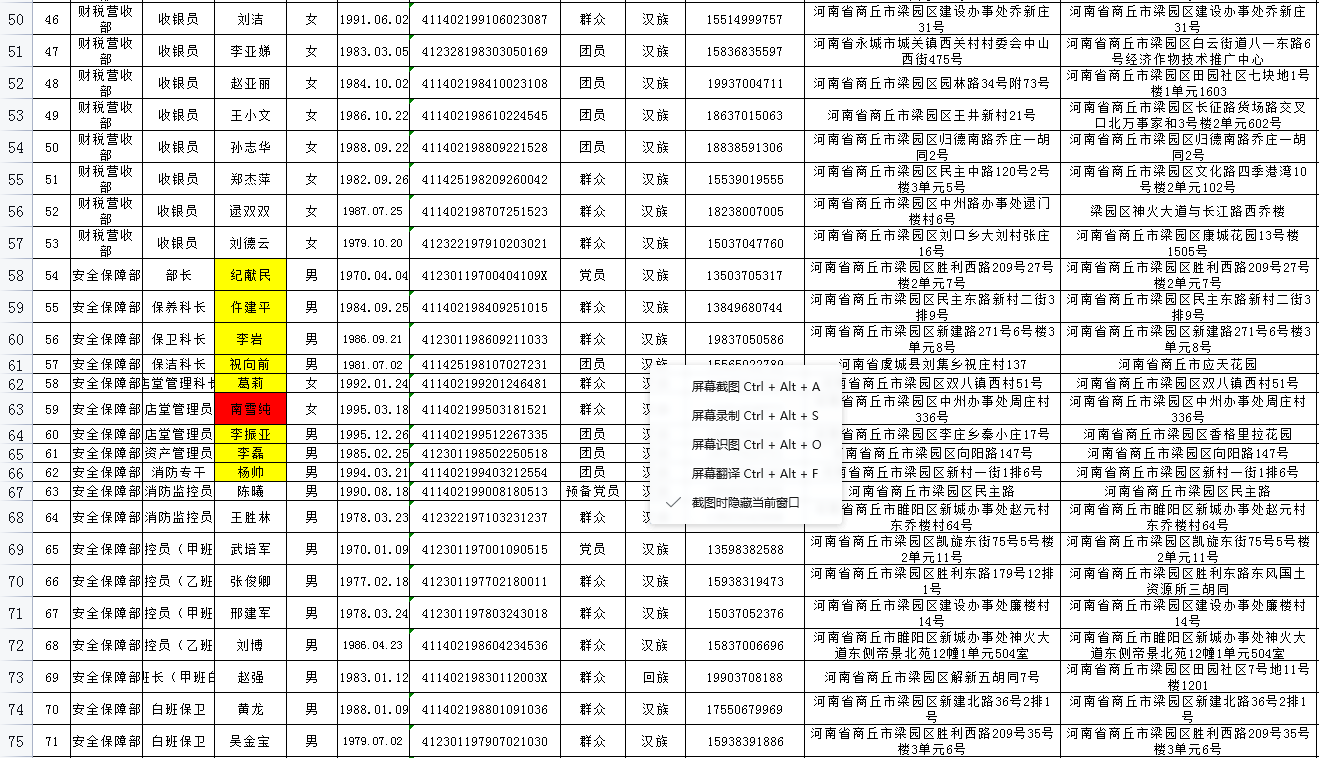 50 46 财税营收部 收银员 刘洁 女 1991.06.02 411402199106023087 群众 汉族 15514999757 河南省商丘市梁园区建设办事处乔新庄31号 河南省商丘市梁园区建设办事处乔新庄31号
51 47 财税营收部 收银员 李亚娣 女 1983.03.05 412328198303050169 团员 汉族 15836835597 河南省永城市城关镇西关村村委会中山西街475号 河南省商丘市梁园区白云街道八一东路6号经济作物技术推广中心
52 48 财税营收部 收银员 赵亚丽 女 1984.10.02 411402198410023108 团员 汉族 19937004711 河南省商丘市梁园区园林路34号附73号 河南省商丘市梁园区田园社区七块地1号楼1单元1603
53 49 财税营收部 收银员 王小文 女 1986.10.22 411402198610224545 团员 汉族 18637015063 河南省商丘市梁园区王井新村21号 河南省商丘市梁园区长征路货场路交叉口北万事家和3号楼2单元602号
54 50 财税营收部 收银员 孙志华 女 1988.09.22 411402198809221528 团员 汉族 18838591306 河南省商丘市梁园区归德南路乔庄一胡同2号 河南省商丘市梁园区归德南路乔庄一胡同2号
55 51 财税营收部 收银员 郑杰萍 女 1982.09.26 411425198209260042 群众 汉族 15539019555 河南省商丘市梁园区民主中路120号2号楼3单元5号 河南省商丘市梁园区文化路四季港湾10号楼2单元102号
56 52 财税营收部 收银员 逯双双 女 1987.07.25 411402198707251523 群众 汉族 18238007005 河南省商丘市梁园区中州路办事处逯门楼村6号 梁园区神火大道与长江路西乔楼
57 53 财税营收部 收银员 刘德云 女 1979.10.20 412322197910203021 群众 汉族 15037047760 河南省商丘市梁园区刘口乡大刘村张庄16号 河南省商丘市梁园区康城花园13号楼1505号
58 54 安全保障部 部长 纪献民 男 1970.04.04 41230119700404109X 党员 汉族 13503705317 河南省商丘市梁园区胜利西路209号27号楼2单元7号 河南省商丘市梁园区胜利西路209号27号楼2单元7号
59 55 安全保障部 保养科长 仵建平 男 1984.09.25 411402198409251015 群众 汉族 13849680744 河南省商丘市梁园区民主东路新村二街3排9号 河南省商丘市梁园区民主东路新村二街3排9号
60 56 安全保障部 保卫科长 李岩 男 1986.09.21 411402198609211033 群众 汉族 19837050586 河南省商丘市梁园区新建路271号6号楼3单元8号 河南省商丘市梁园区新建路271号6号楼3单元8号
61 57 安全保障部 保洁科长 祝向前 男 1981.07.02 411425198107027231 团员 汉族 河南省虞城县刘集乡祝庄村137 河南省商丘市应天花园
62 58 安全保障部 店堂管理科长 葛莉 女 1992.01.24 411402199201246481 群众 省商丘市梁园区双八镇西村51号 河南省商丘市梁园区双八镇西村51号
63 59 安全保障部 店堂管理员 南雪纯 女 1995.03.18 411402199503181521 群众 省商丘市梁园区中州办事处周庄村336号 河南省商丘市梁园区中州办事处周庄村336号
64 60 安全保障部 店堂管理员 李振亚 男 1995.12.26 411402199512267335 团员 省商丘市梁园区李庄乡秦小庄17号 河南省商丘市梁园区香格里拉花园
65 61 安全保障部 资产管理员 李磊 男 1985.02.25 411402198502250518 团员 南省商丘市梁园区向阳路147号 河南省商丘市梁园区向阳路147号
66 62 安全保障部 消防专干 杨帅 男 1994.03.21 411402199403212554 团员 省商丘市梁园区新村一街1排6号 河南省商丘市梁园区新村一街1排6号
67 63 安全保障部 消防监控员 陈曦 男 1990.08.18 411402199008180513 预备党员 河南省商丘市梁园区民主路 河南省商丘市梁园区民主路
68 64 安全保障部 消防监控员 王胜林 男 1978.03.23 412322197103231237 群众 省商丘市睢阳区新城办事处赵元村东乔楼村64号 河南省商丘市睢阳区新城办事处赵元村东乔楼村64号
屏幕截图 Ctrl + Alt + A
屏幕录制 Ctrl + Alt + S
屏幕识图 Ctrl + Alt + O
屏幕翻译 Ctrl + Alt + F
截图时隐藏当前窗口
69 65 安全保障部 控员（甲班 武培军 男 1970.01.09 412301197001090515 党员 汉族 13598382588 河南省商丘市梁园区凯旋东街75号5号楼2单元11号 河南省商丘市梁园区凯旋东街75号5号楼2单元11号
70 66 安全保障部 控员（乙班 张俊卿 男 1977.02.18 412301197702180011 群众 汉族 15938319473 河南省商丘市梁园区胜利东路179号12排1号 河南省商丘市梁园区胜利东路东风国土资源所三胡同
71 67 安全保障部 控员（甲班 邢建军 男 1978.03.24 412301197803243018 群众 汉族 15037052376 河南省商丘市梁园区建设办事处廉楼村14号 河南省商丘市梁园区建设办事处廉楼村14号
72 68 安全保障部 控员（乙班 刘博 男 1986.04.23 411402198604234536 群众 汉族 15837006696 河南省商丘市睢阳区新城办事处神火大道东侧帝景北苑12幢1单元504室 河南省商丘市睢阳区新城办事处神火大道东侧帝景北苑12幢1单元504室
73 69 安全保障部 班长（甲班白 赵强 男 1983.01.12 41140219830112003X 群众 回族 19903708188 河南省商丘市梁园区解新五胡同7号 河南省商丘市梁园区田园社区7号地11号楼1201
74 70 安全保障部 白班保卫 黄龙 男 1988.01.09 411402198801091036 群众 汉族 17550679969 河南省商丘市梁园区新建北路36号2排1号 河南省商丘市梁园区新建北路36号2排1号
75 71 安全保障部 白班保卫 吴金宝 男 1979.07.02 412301197907021030 群众 汉族 15938391886 河南省商丘市梁园区胜利西路209号35号楼3单元6号 河南省商丘市梁园区胜利西路209号35号楼3单元6号